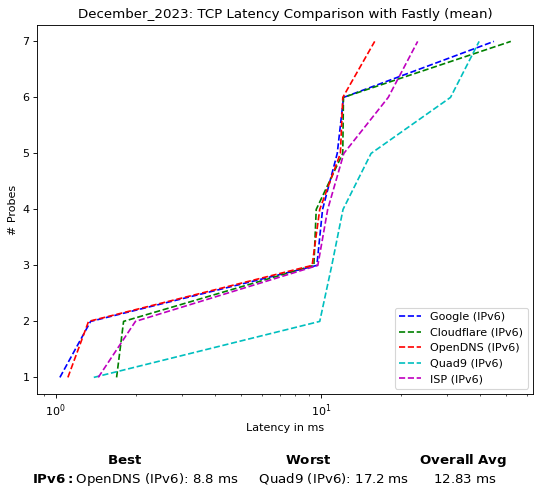 December_2023: TCP Latency Comparison with Fastly (mean)
7
6
5
4
3
2
1
# Probes
Google (IPv6)
Cloudflare (IPv6)
OpenDNS (IPv6)
Quad9 (IPv6)
ISP (IPv6)
10⁰ 10¹
Latency in ms
Best Worst Overall Avg
IPv6: OpenDNS (IPv6): 8.8 ms Quad9 (IPv6): 17.2 ms 12.83 ms